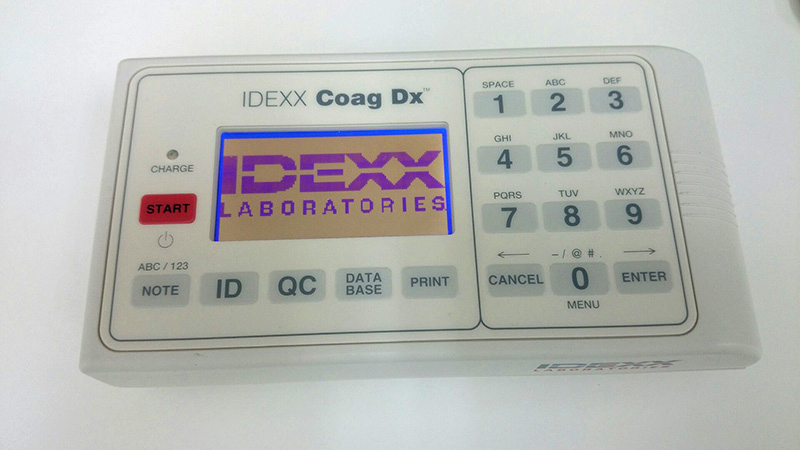 IDEXX Coag Dx™
IDEXX
LABORATORIES
CHARGE
START
ABC / 123
NOTE
ID
QC
DATA
BASE
PRINT
SPACE
1
ABC
2
DEF
3
GHI
4
JKL
5
MNO
6
PQRS
7
TUV
8
WXYZ
9
←
CANCEL
– / @ # .
0
MENU
→
ENTER
IDEXX
LABORATORIES